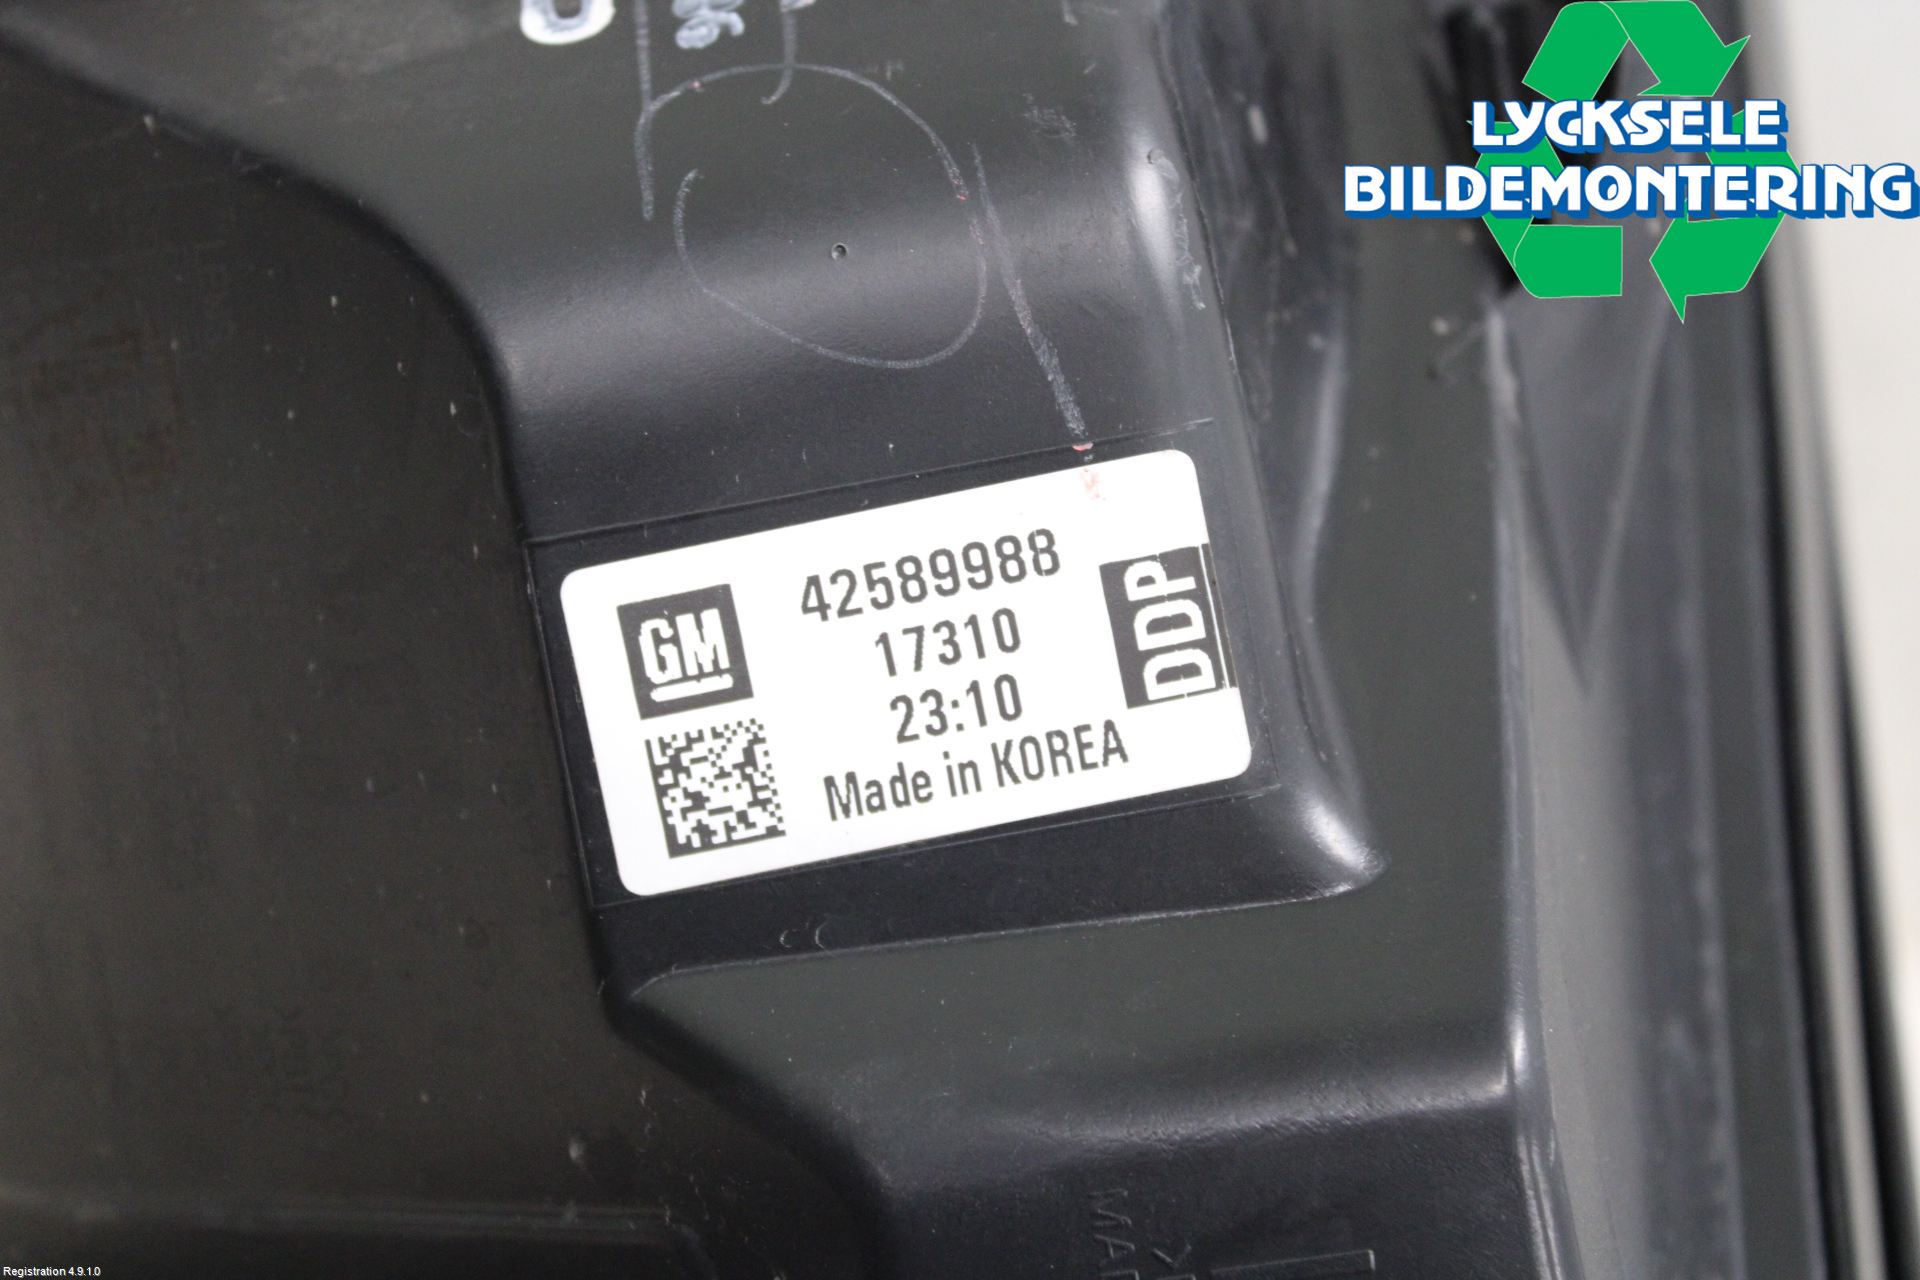 LYCKSELE
BILDEMONTERING
42589988
GM
17310
DDP
23:10
Made in KOREA
Registration 4.9.1.0